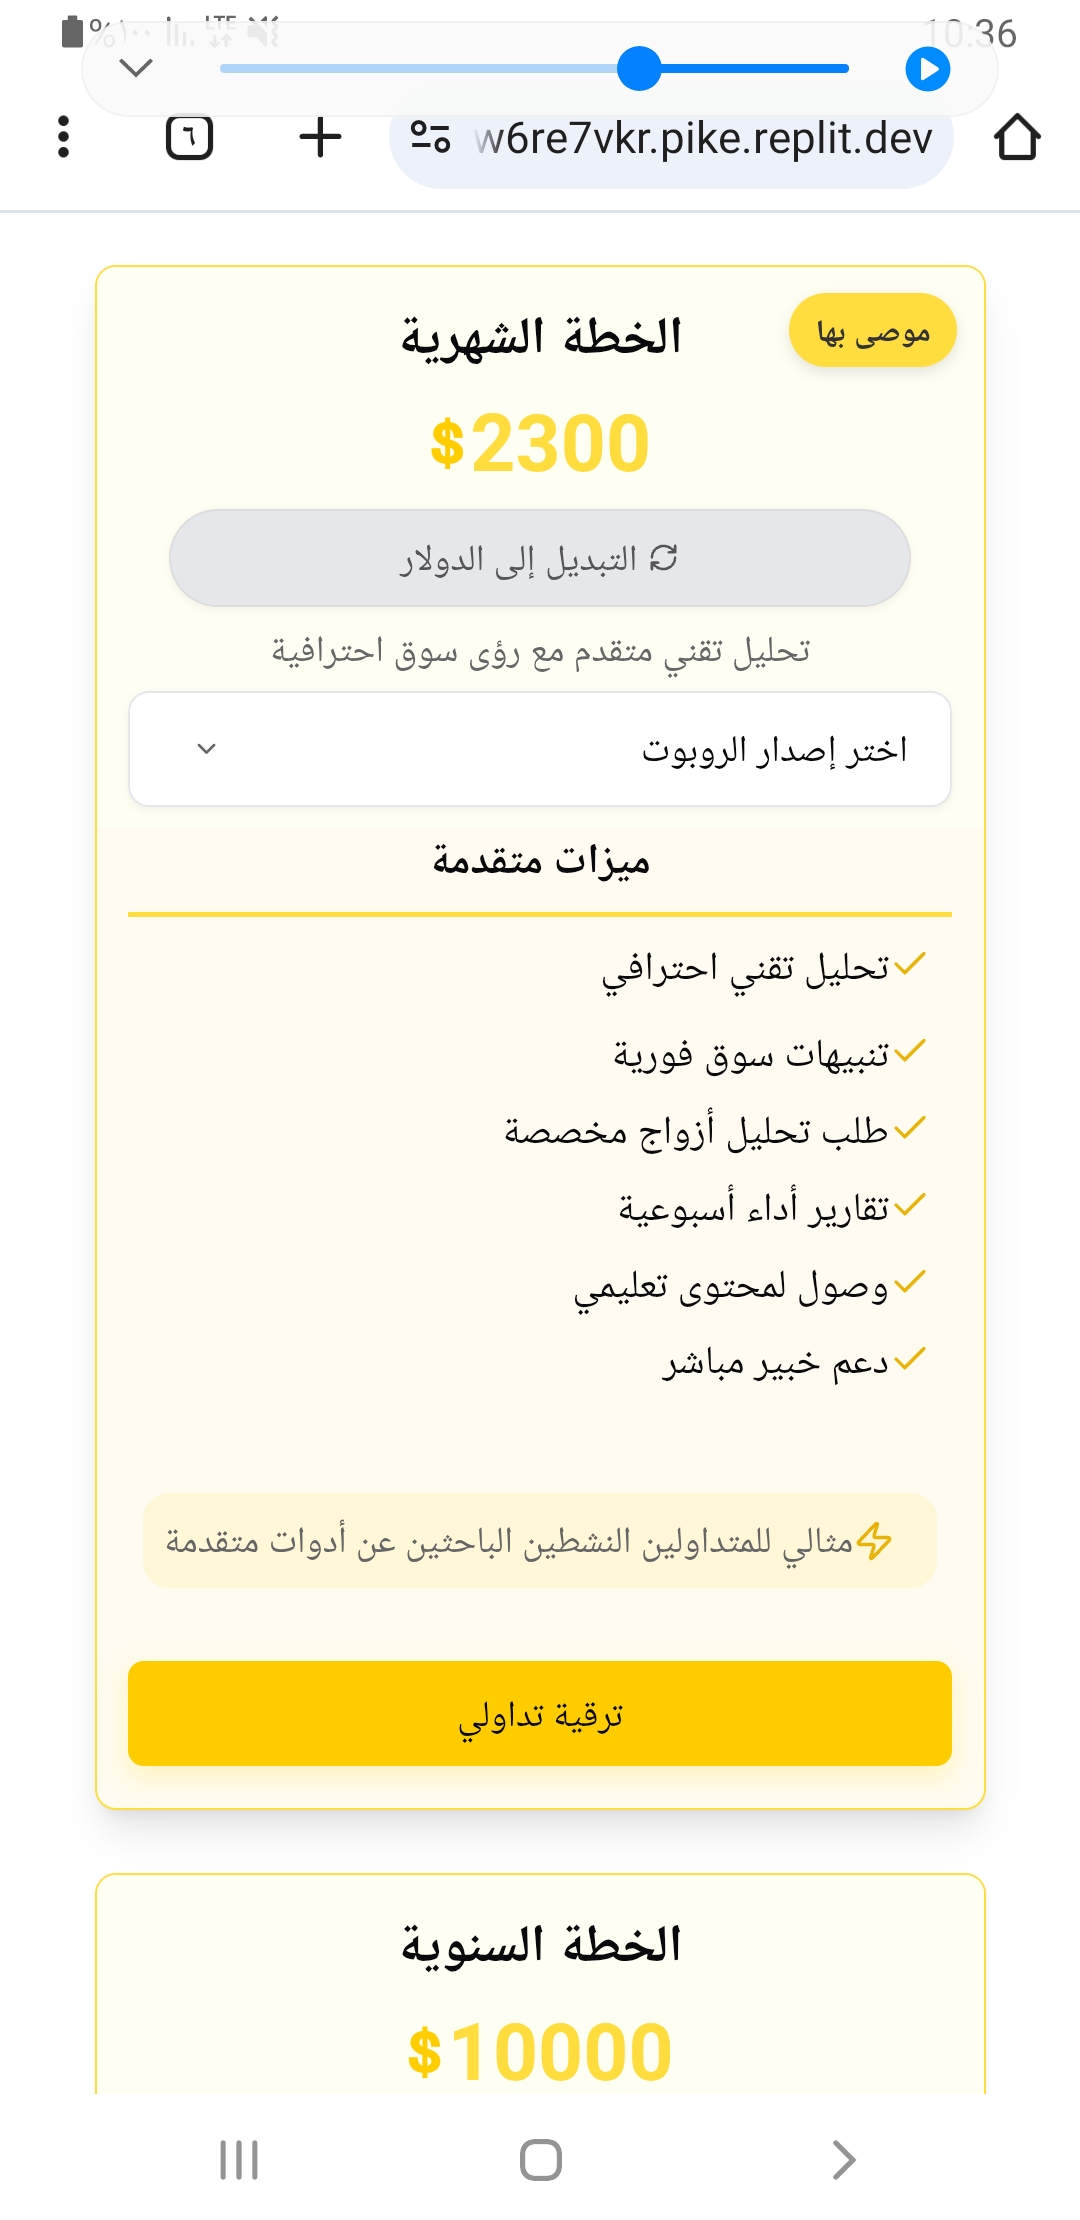 10:36
LTE
%١٠٠
w6re7vkr.pike.replit.dev
٦
موصى بها
الخطة الشهرية
$2300
التبديل إلى الدولار
تحليل تقني متقدم مع رؤى سوق احترافية
اختر إصدار الروبوت
ميزات متقدمة
تحليل تقني احترافي
تنبيهات سوق فورية
طلب تحليل أزواج مخصصة
تقارير أداء أسبوعية
وصول لمحتوى تعليمي
دعم خبير مباشر
مثالي للمتداولين النشطين الباحثين عن أدوات متقدمة
ترقية تداولي
الخطة السنوية
$10000